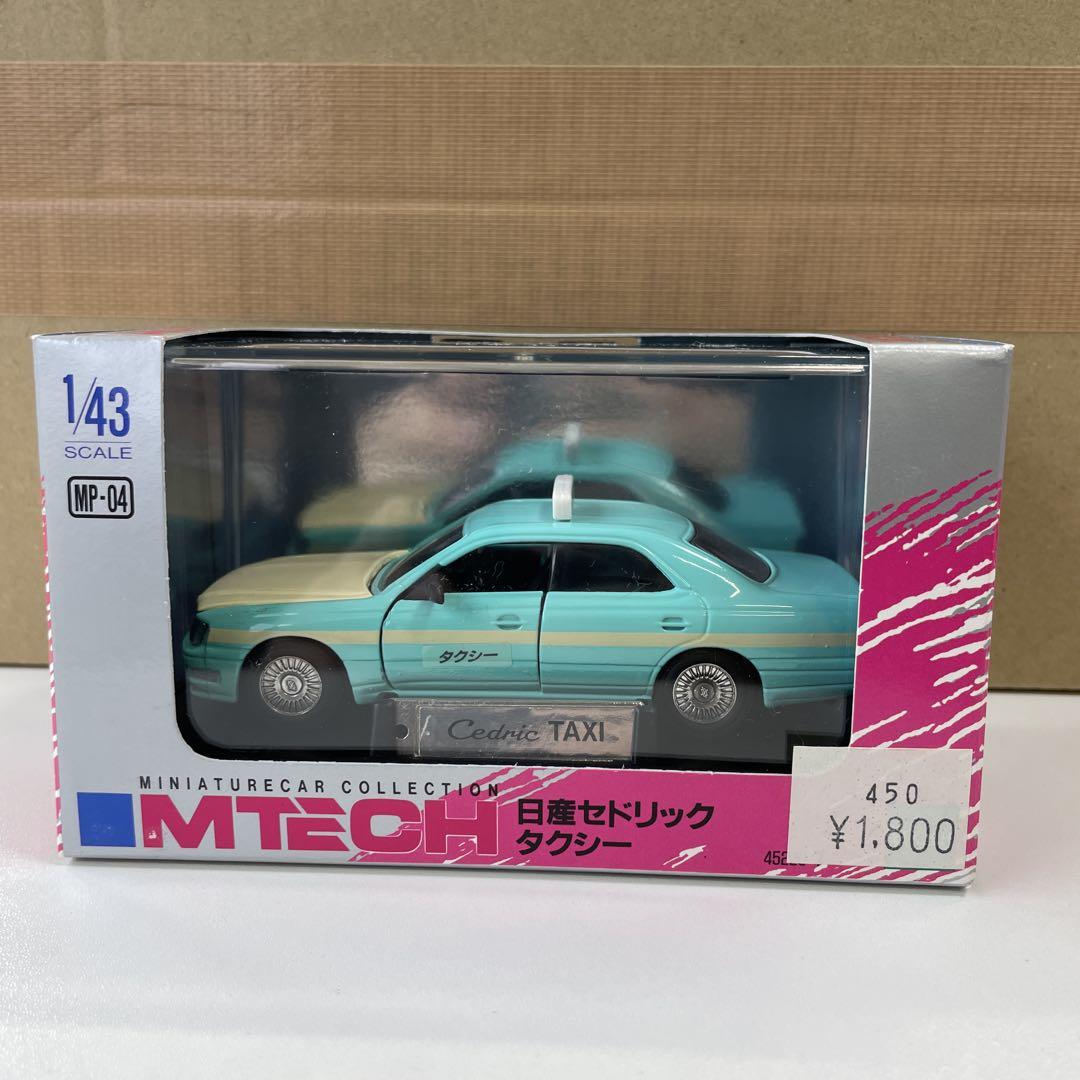 1/43
SCALE
MP-04
タクシー
Cedric TAXI
MINIATURECAR COLLECTION
MTECH
日産セドリック
タクシー
450
¥1,800